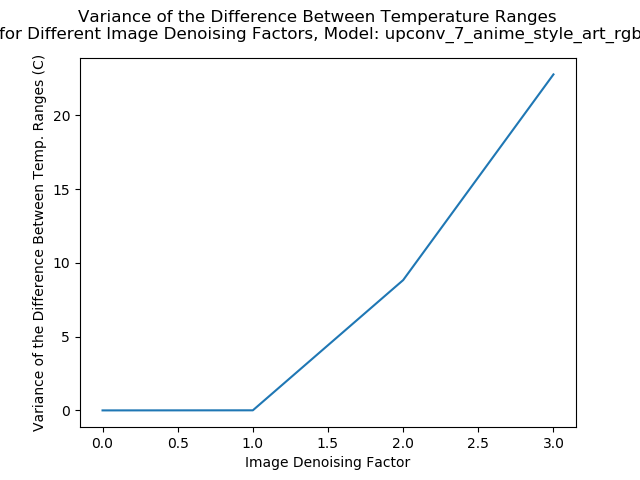 Variance of the Difference Between Temperature Ranges
for Different Image Denoising Factors, Model: upconv_7_anime_style_art_rgb
Variance of the Difference Between Temp. Ranges (C)
20
15
10
5
0
0.0 0.5 1.0 1.5 2.0 2.5 3.0
Image Denoising Factor